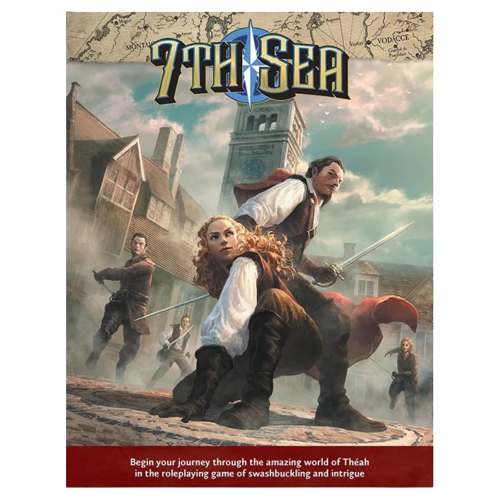 MONTAI
VODACCE
7TH SEA
Begin your journey through the amazing world of Théah
in the roleplaying game of swashbuckling and intrigue